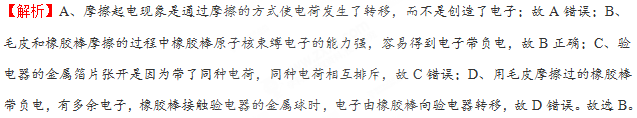 【解析】A、摩擦起电现象是通过摩擦的方式使电荷发生了转移，而不是创造了电子；故 A 错误；B、
毛皮和橡胶棒摩擦的过程中橡胶棒原子核束缚电子的能力强，容易得到电子带负电，故 B 正确；C、验
电器的金属箔片张开是因为带了同种电荷，同种电荷相互排斥，故 C 错误；D、用毛皮摩擦过的橡胶棒
带负电，有多余电子，橡胶棒接触验电器的金属球时，电子由橡胶棒向验电器转移，故 D 错误。故选 B。